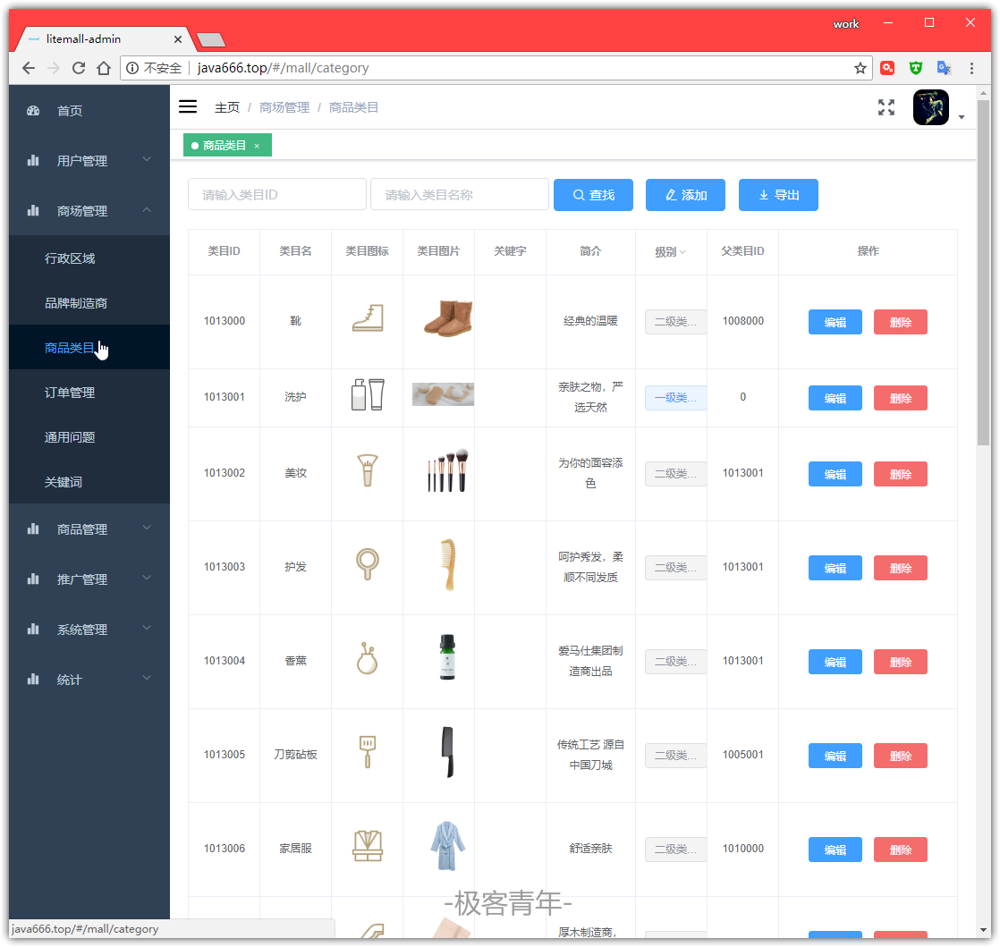 work
litemall-admin
不安全 java666.top/#/mall/category
首页
主页 / 商场管理 / 商品类目
商品类目 ×
用户管理
商场管理
行政区域
品牌制造商
商品类目
订单管理
通用问题
关键词
商品管理
推广管理
系统管理
统计
请输入类目ID 请输入类目名称 查找 添加 导出
类目ID 类目名 类目图标 类目图片 关键字 简介 级别 父类目ID 操作
1013000 靴 经典的温暖 二级类... 1008000 编辑 删除
1013001 洗护 亲肤之物，严
选天然 一级类... 0 编辑 删除
1013002 美妆 为你的面容添
色 二级类... 1013001 编辑 删除
1013003 护发 呵护秀发，柔
顺不同发质 二级类... 1013001 编辑 删除
1013004 香薰 爱马仕集团制
造商出品 二级类... 1013001 编辑 删除
1013005 刀剪砧板 传统工艺 源自
中国刀城 二级类... 1005001 编辑 删除
1013006 家居服 舒适亲肤 二级类... 1010000 编辑 删除
-极客青年-
厚木制造商，
java666.top/#/mall/category